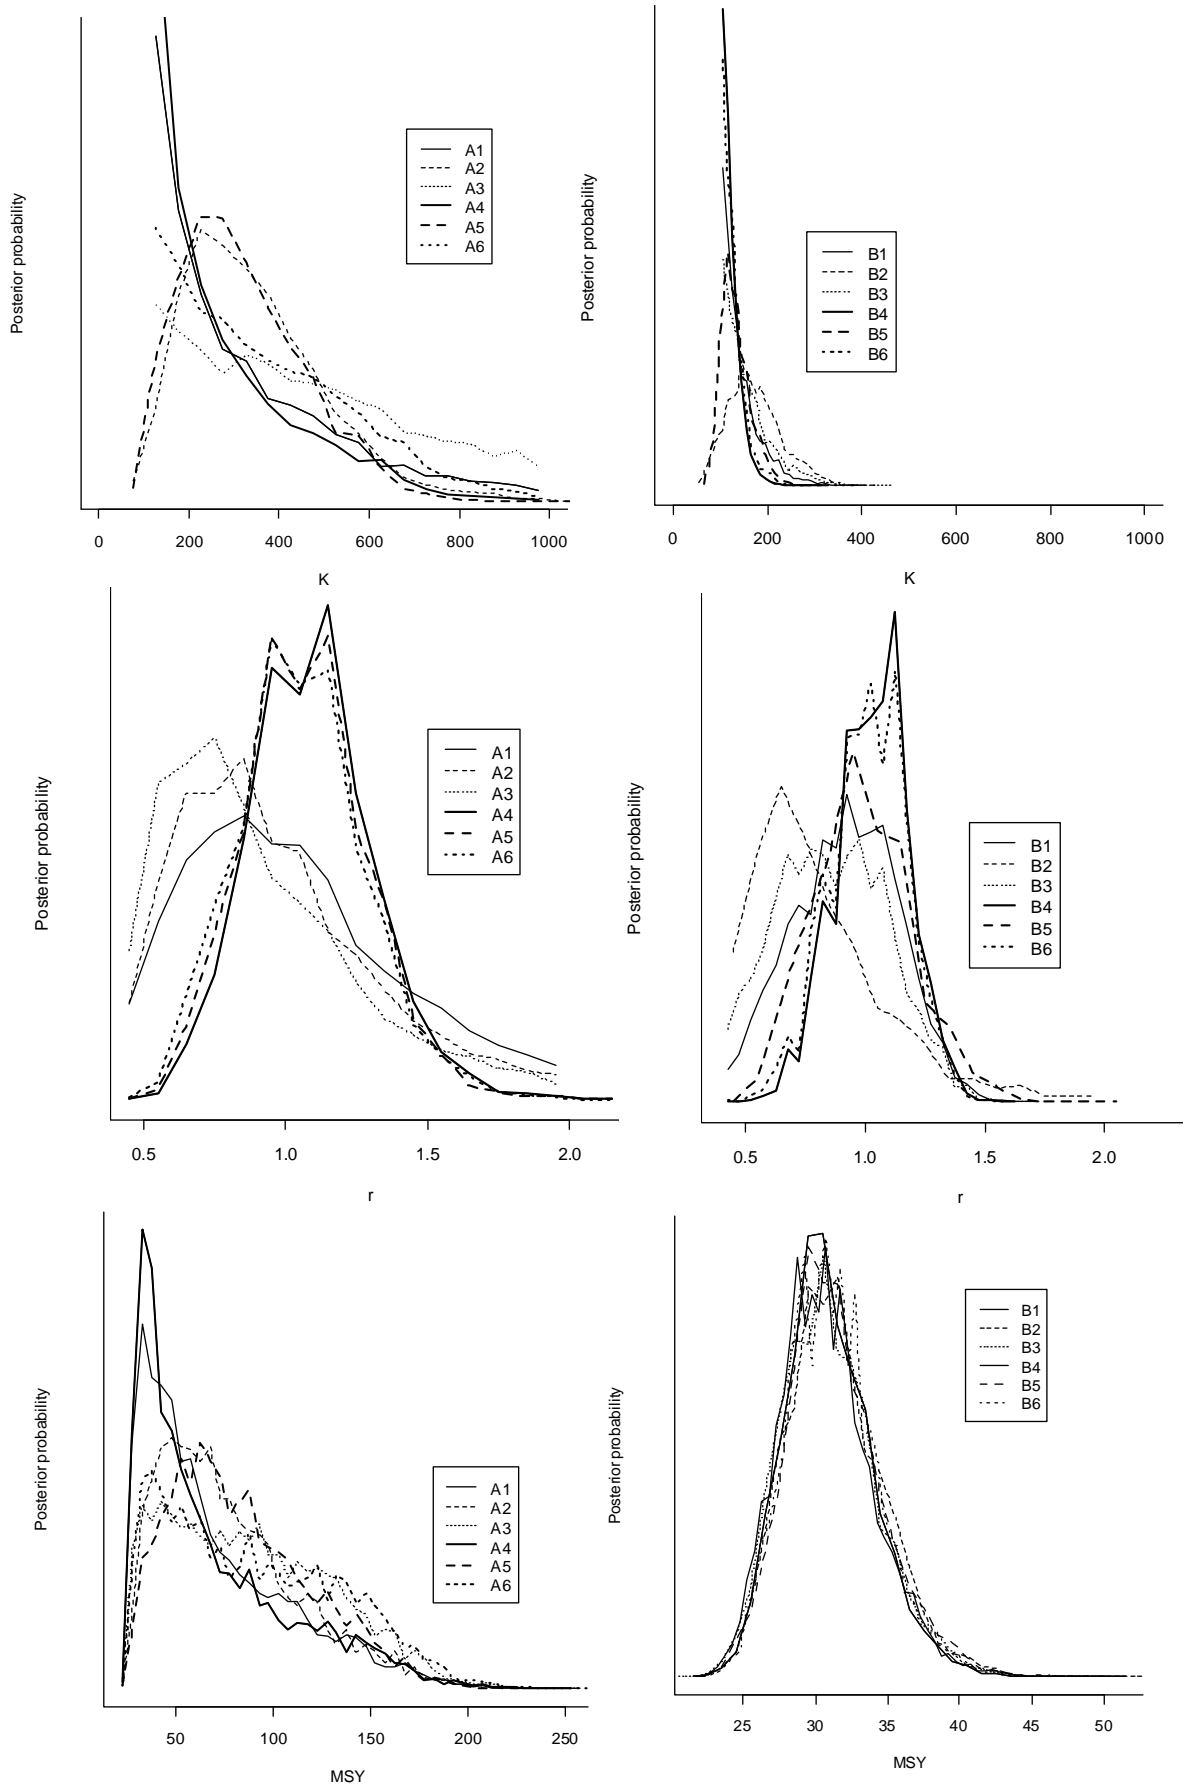 Posterior probability
A1
A2
A3
A4
A5
A6
0 200 400 600 800 1000
K
Posterior probability
B1
B2
B3
B4
B5
B6
0 200 400 600 800 1000
K
Posterior probability
A1
A2
A3
A4
A5
A6
0.5 1.0 1.5 2.0
r
Posterior probability
B1
B2
B3
B4
B5
B6
0.5 1.0 1.5 2.0
r
Posterior probability
A1
A2
A3
A4
A5
A6
50 100 150 200 250
MSY
Posterior probability
B1
B2
B3
B4
B5
B6
25 30 35 40 45 50
MSY